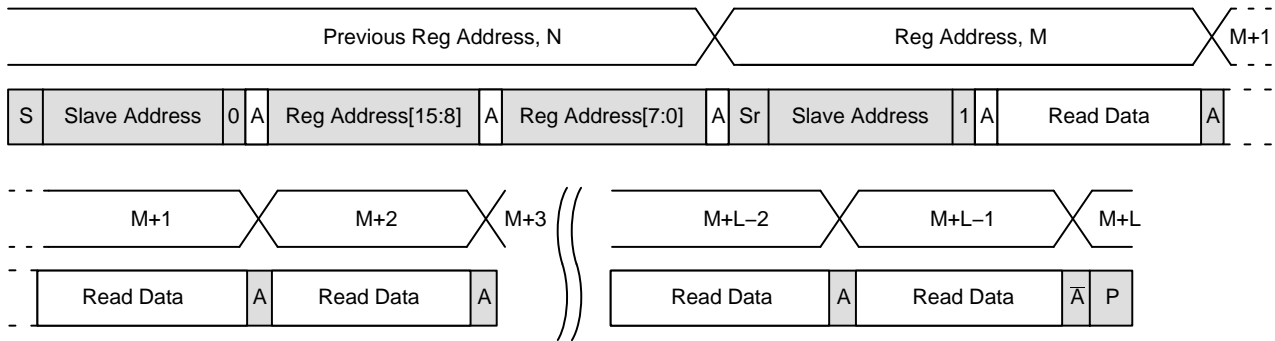 Previous Reg Address, N Reg Address, M M+1
S Slave Address 0 A Reg Address[15:8] A Reg Address[7:0] A Sr Slave Address 1 A Read Data A
M+1 M+2 M+3 M+L−2 M+L−1 M+L
Read Data A Read Data A Read Data A Read Data A̅ P